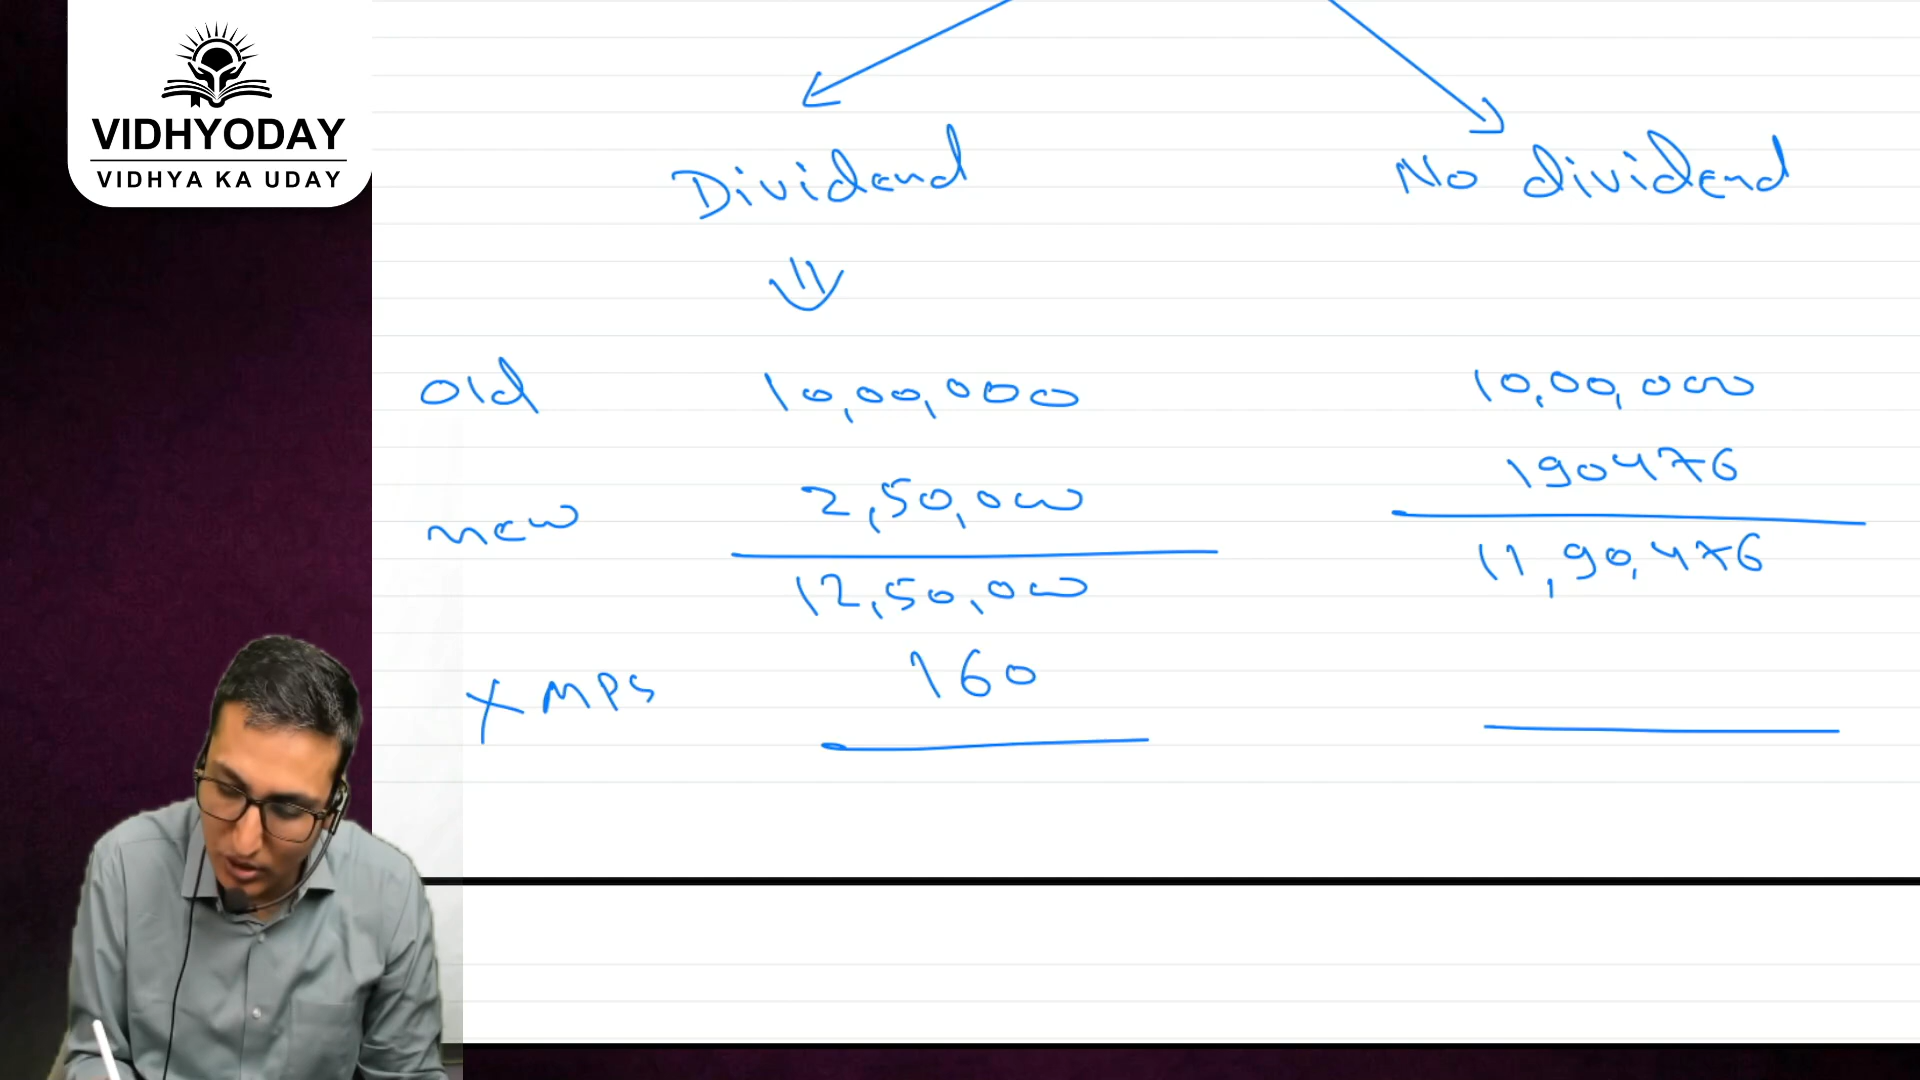 VIDHYODAY
VIDHYA KA UDAY
Dividend No dividend
old 10,00,000 10,00,000
new 2,50,000 190476
12,50,000 11,90,476
X MPS 160